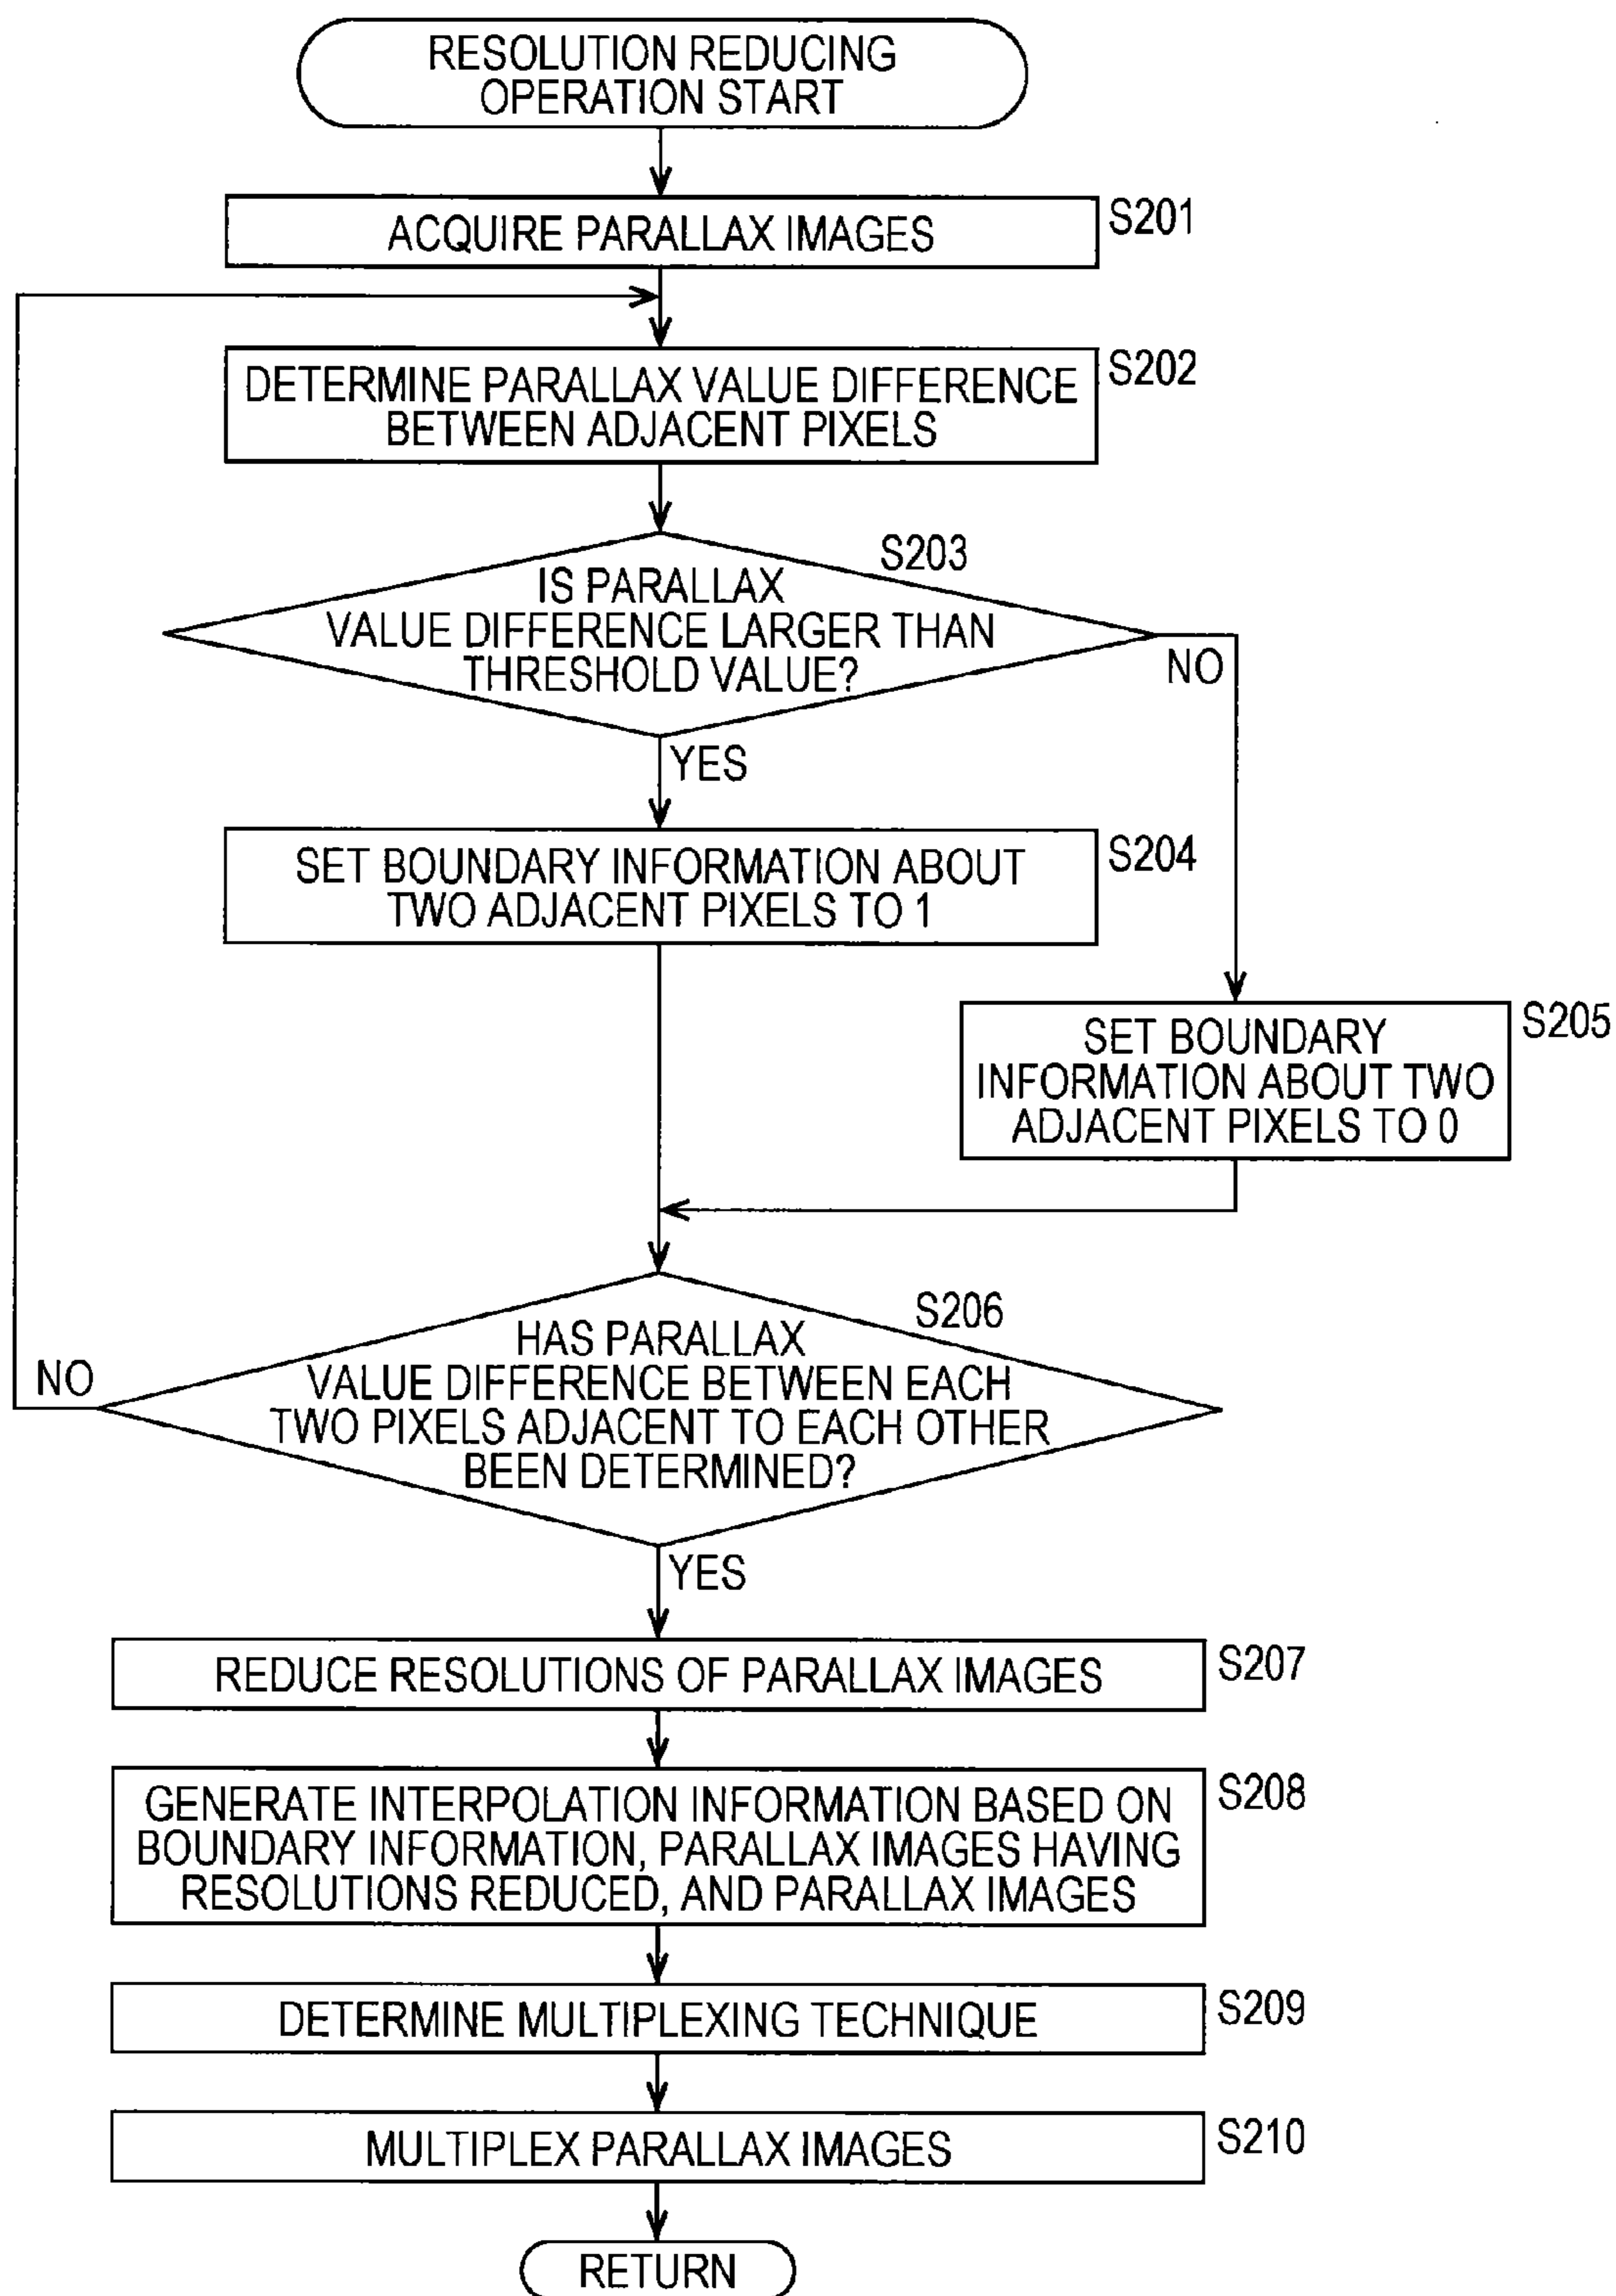 RESOLUTION REDUCING
OPERATION START
ACQUIRE PARALLAX IMAGES
S201
DETERMINE PARALLAX VALUE DIFFERENCE
BETWEEN ADJACENT PIXELS
S202
S203
IS PARALLAX
VALUE DIFFERENCE LARGER THAN
THRESHOLD VALUE?
NO
YES
SET BOUNDARY INFORMATION ABOUT
TWO ADJACENT PIXELS TO 1
S204
SET BOUNDARY
INFORMATION ABOUT TWO
ADJACENT PIXELS TO 0
S205
S206
HAS PARALLAX
VALUE DIFFERENCE BETWEEN EACH
TWO PIXELS ADJACENT TO EACH OTHER
BEEN DETERMINED?
NO
YES
REDUCE RESOLUTIONS OF PARALLAX IMAGES
S207
GENERATE INTERPOLATION INFORMATION BASED ON
BOUNDARY INFORMATION, PARALLAX IMAGES HAVING
RESOLUTIONS REDUCED, AND PARALLAX IMAGES
S208
DETERMINE MULTIPLEXING TECHNIQUE
S209
MULTIPLEX PARALLAX IMAGES
S210
RETURN